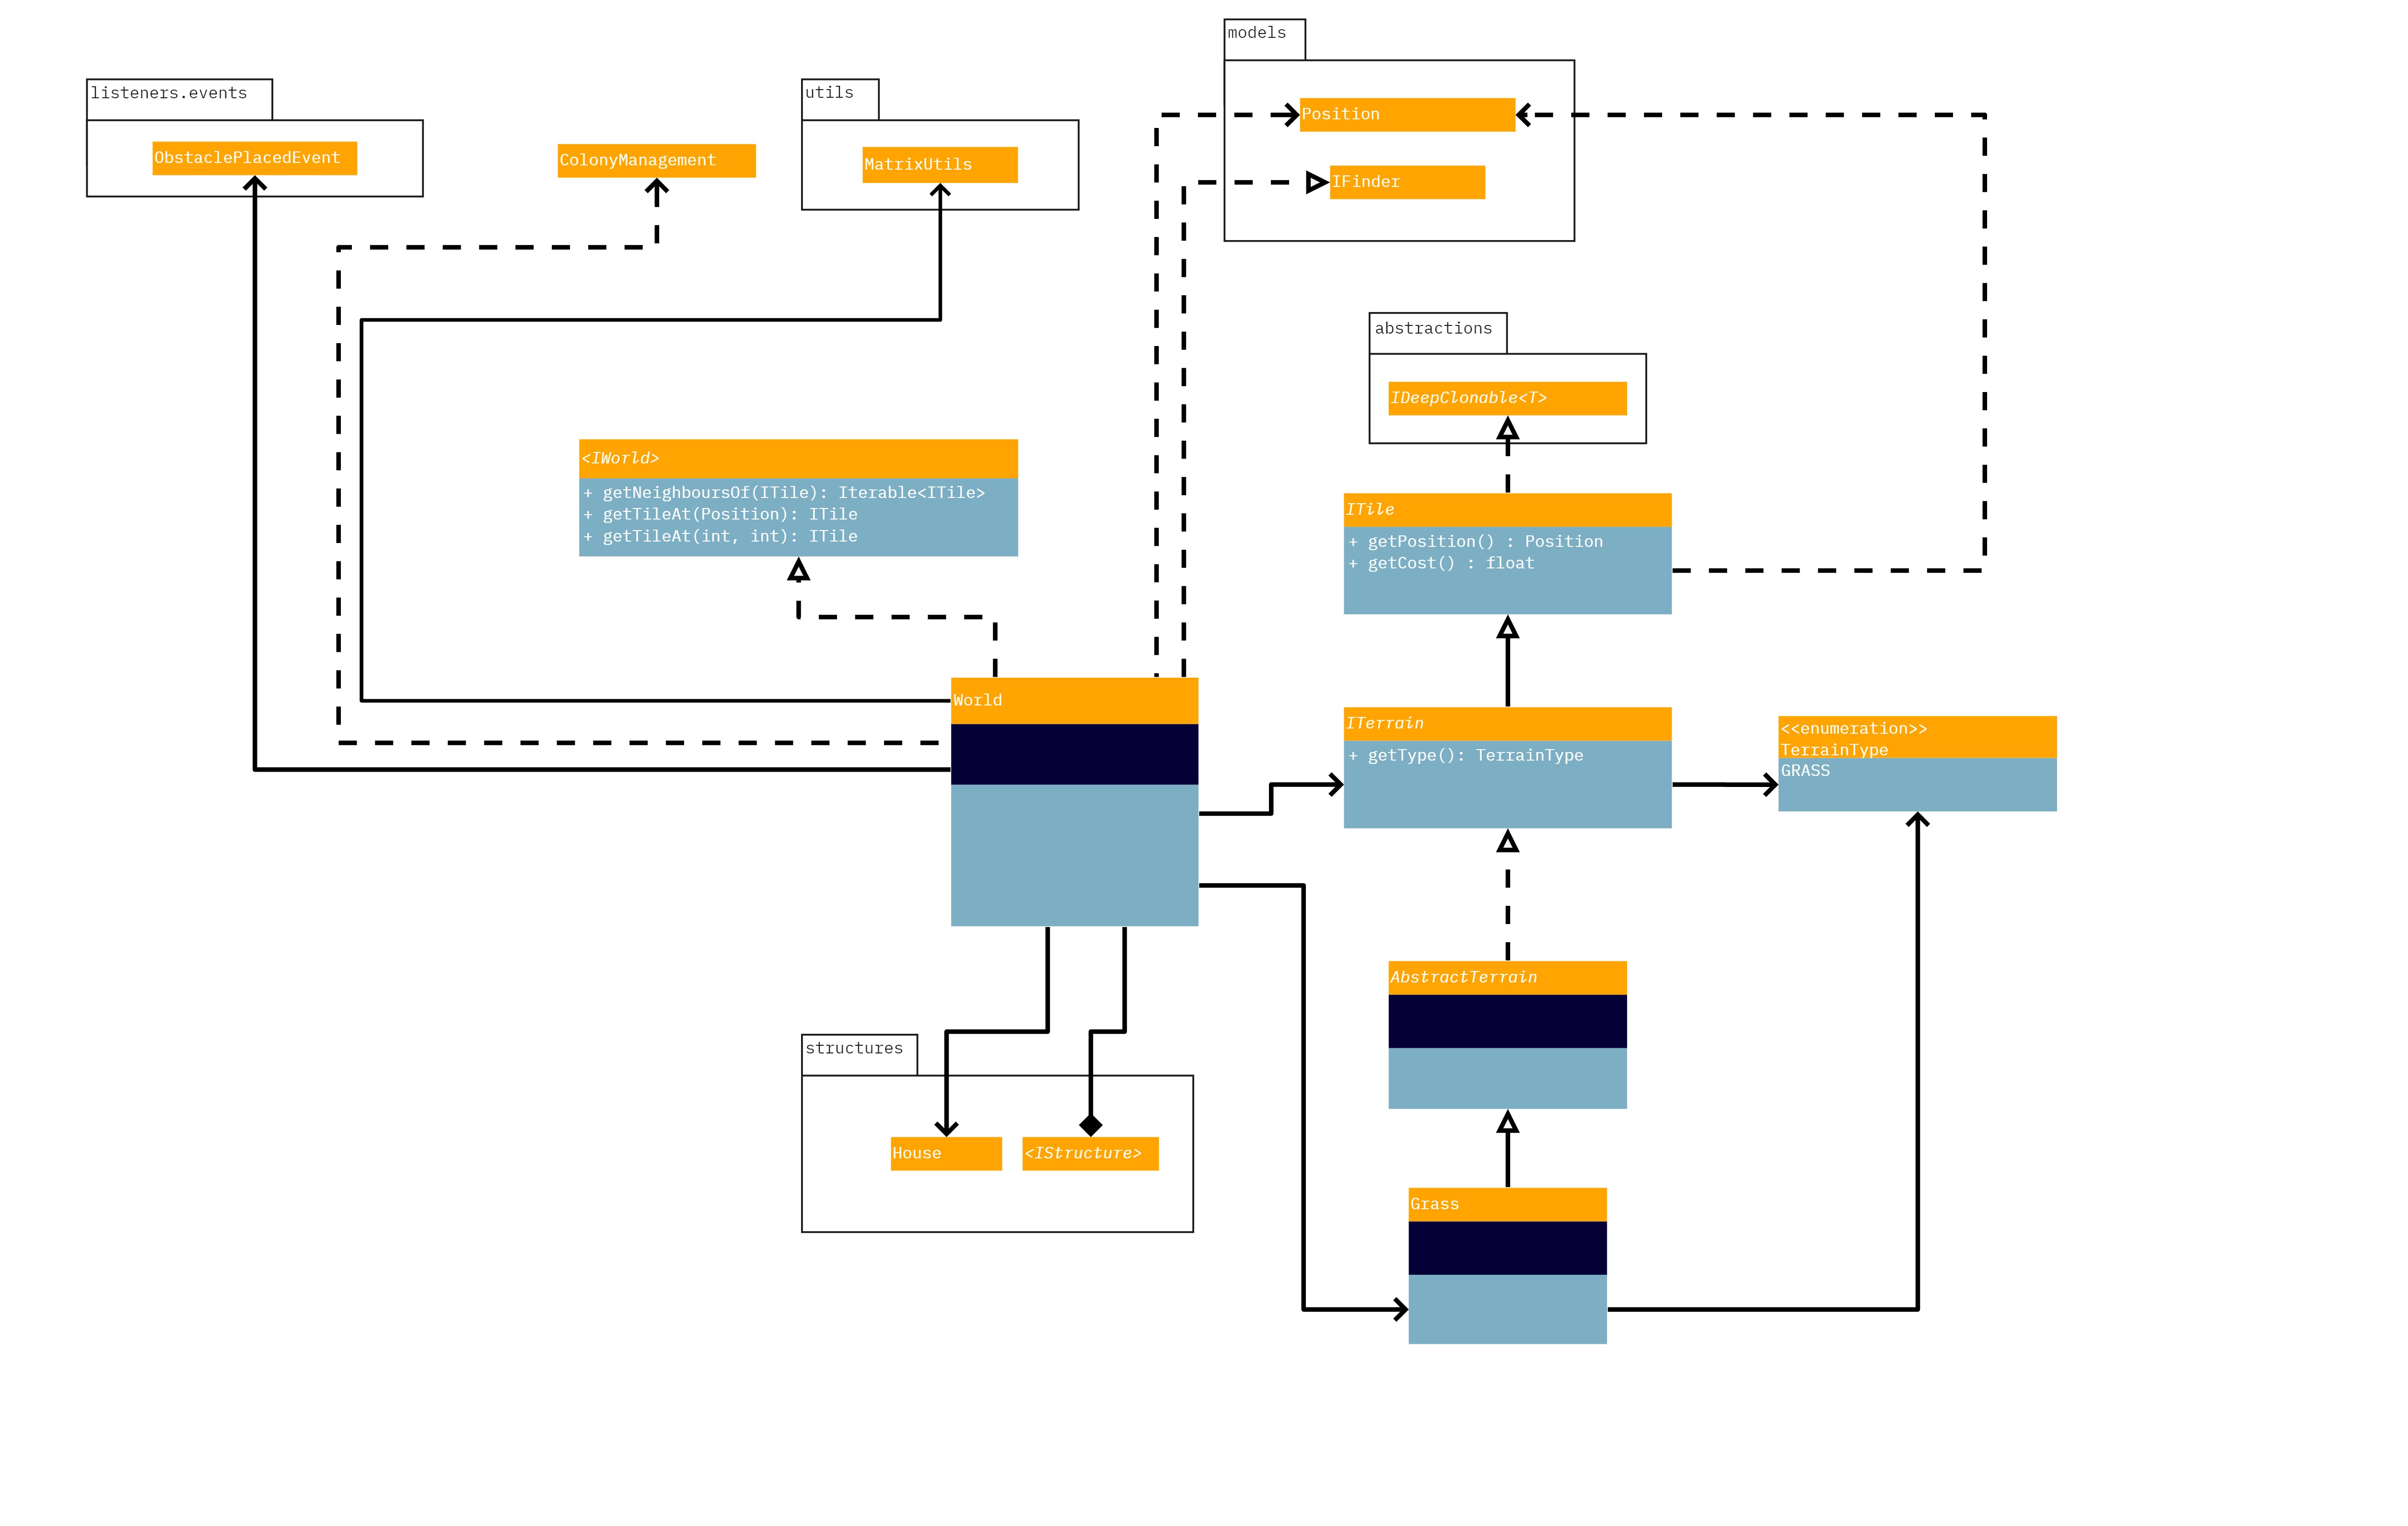 models
listeners.events
utils
Position
ObstaclePlacedEvent
ColonyManagement
MatrixUtils
IFinder
abstractions
IDeepClonable<T>
<IWorld>
+ getNeighboursOf(ITile): Iterable<ITile>
+ getTileAt(Position): ITile
+ getTileAt(int, int): ITile
ITile
+ getPosition() : Position
+ getCost() : float
World
ITerrain
+ getType(): TerrainType
<<enumeration>>
TerrainType
GRASS
AbstractTerrain
structures
House
<IStructure>
Grass